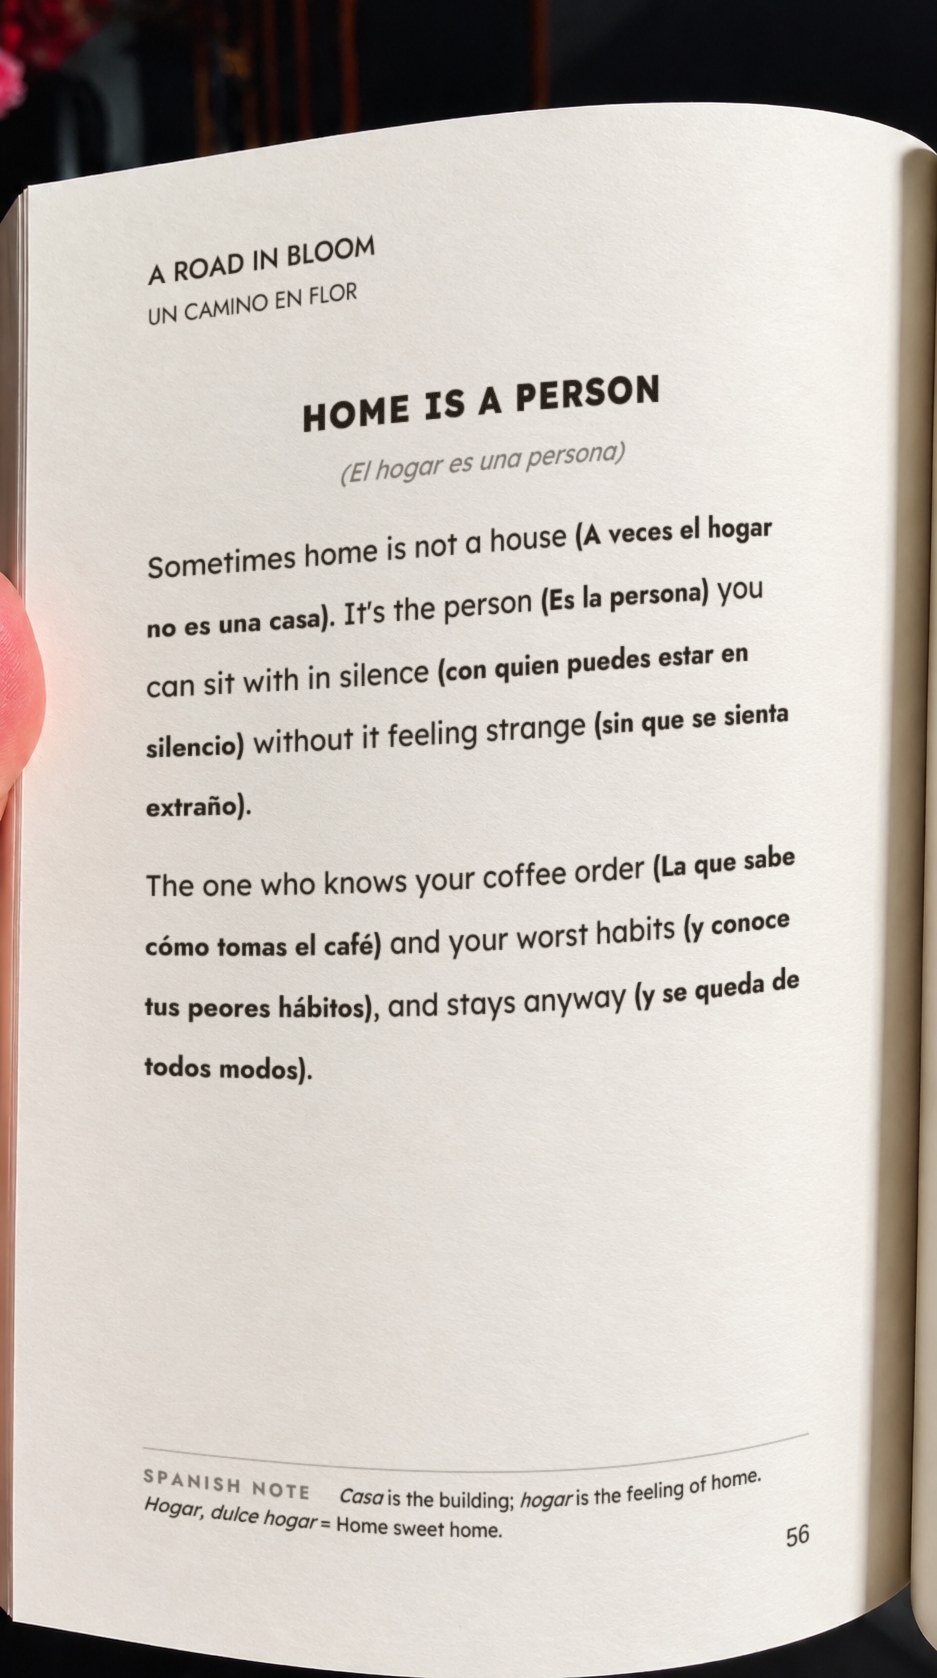 A ROAD IN BLOOM
UN CAMINO EN FLOR
HOME IS A PERSON
(El hogar es una persona)
Sometimes home is not a house (A veces el hogar
no es una casa). It's the person (Es la persona) you
can sit with in silence (con quien puedes estar en
silencio) without it feeling strange (sin que se sienta
extraño).
The one who knows your coffee order (La que sabe
cómo tomas el café) and your worst habits (y conoce
tus peores hábitos), and stays anyway (y se queda de
todos modos).
SPANISH NOTE Casa is the building; hogar is the feeling of home.
Hogar, dulce hogar = Home sweet home.
56